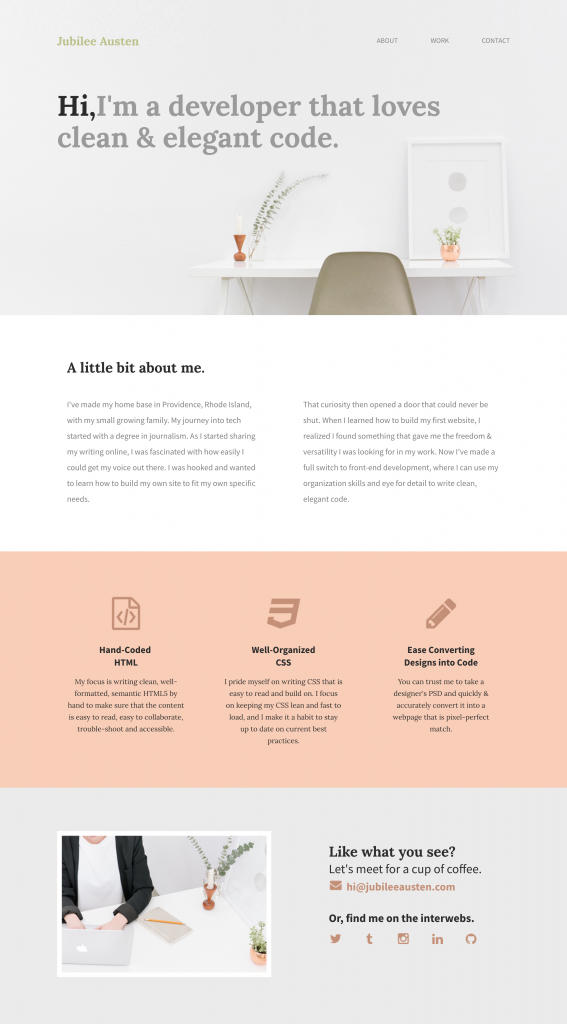 Jubilee Austen
ABOUT WORK CONTACT
Hi,I'm a developer that loves
clean & elegant code.
A little bit about me.
I've made my home base in Providence, Rhode Island,
with my small growing family. My journey into tech
started with a degree in journalism. As I started sharing
my writing online, I was fascinated with how easily I
could get my voice out there. I was hooked and wanted
to learn how to build my own site to fit my own specific
needs.
That curiosity then opened a door that could never be
shut. When I learned how to build my first website, I
realized I found something that gave me the freedom &
versatility I was looking for in my work. Now I've made a
full switch to front-end development, where I can use my
organization skills and eye for detail to write clean,
elegant code.
Hand-Coded
HTML
My focus is writing clean, well-
formatted, semantic HTML5 by
hand to make sure that the content
is easy to read, easy to collaborate,
trouble-shoot and accessible.
Well-Organized
CSS
I pride myself on writing CSS that is
easy to read and build on. I focus
on keeping my CSS lean and fast to
load, and I make it a habit to stay
up to date on current best
practices.
Ease Converting
Designs into Code
You can trust me to take a
designer's PSD and quickly &
accurately convert it into a
webpage that is pixel-perfect
match.
Like what you see?
Let's meet for a cup of coffee.
hi@jubileeausten.com
Or, find me on the interwebs.